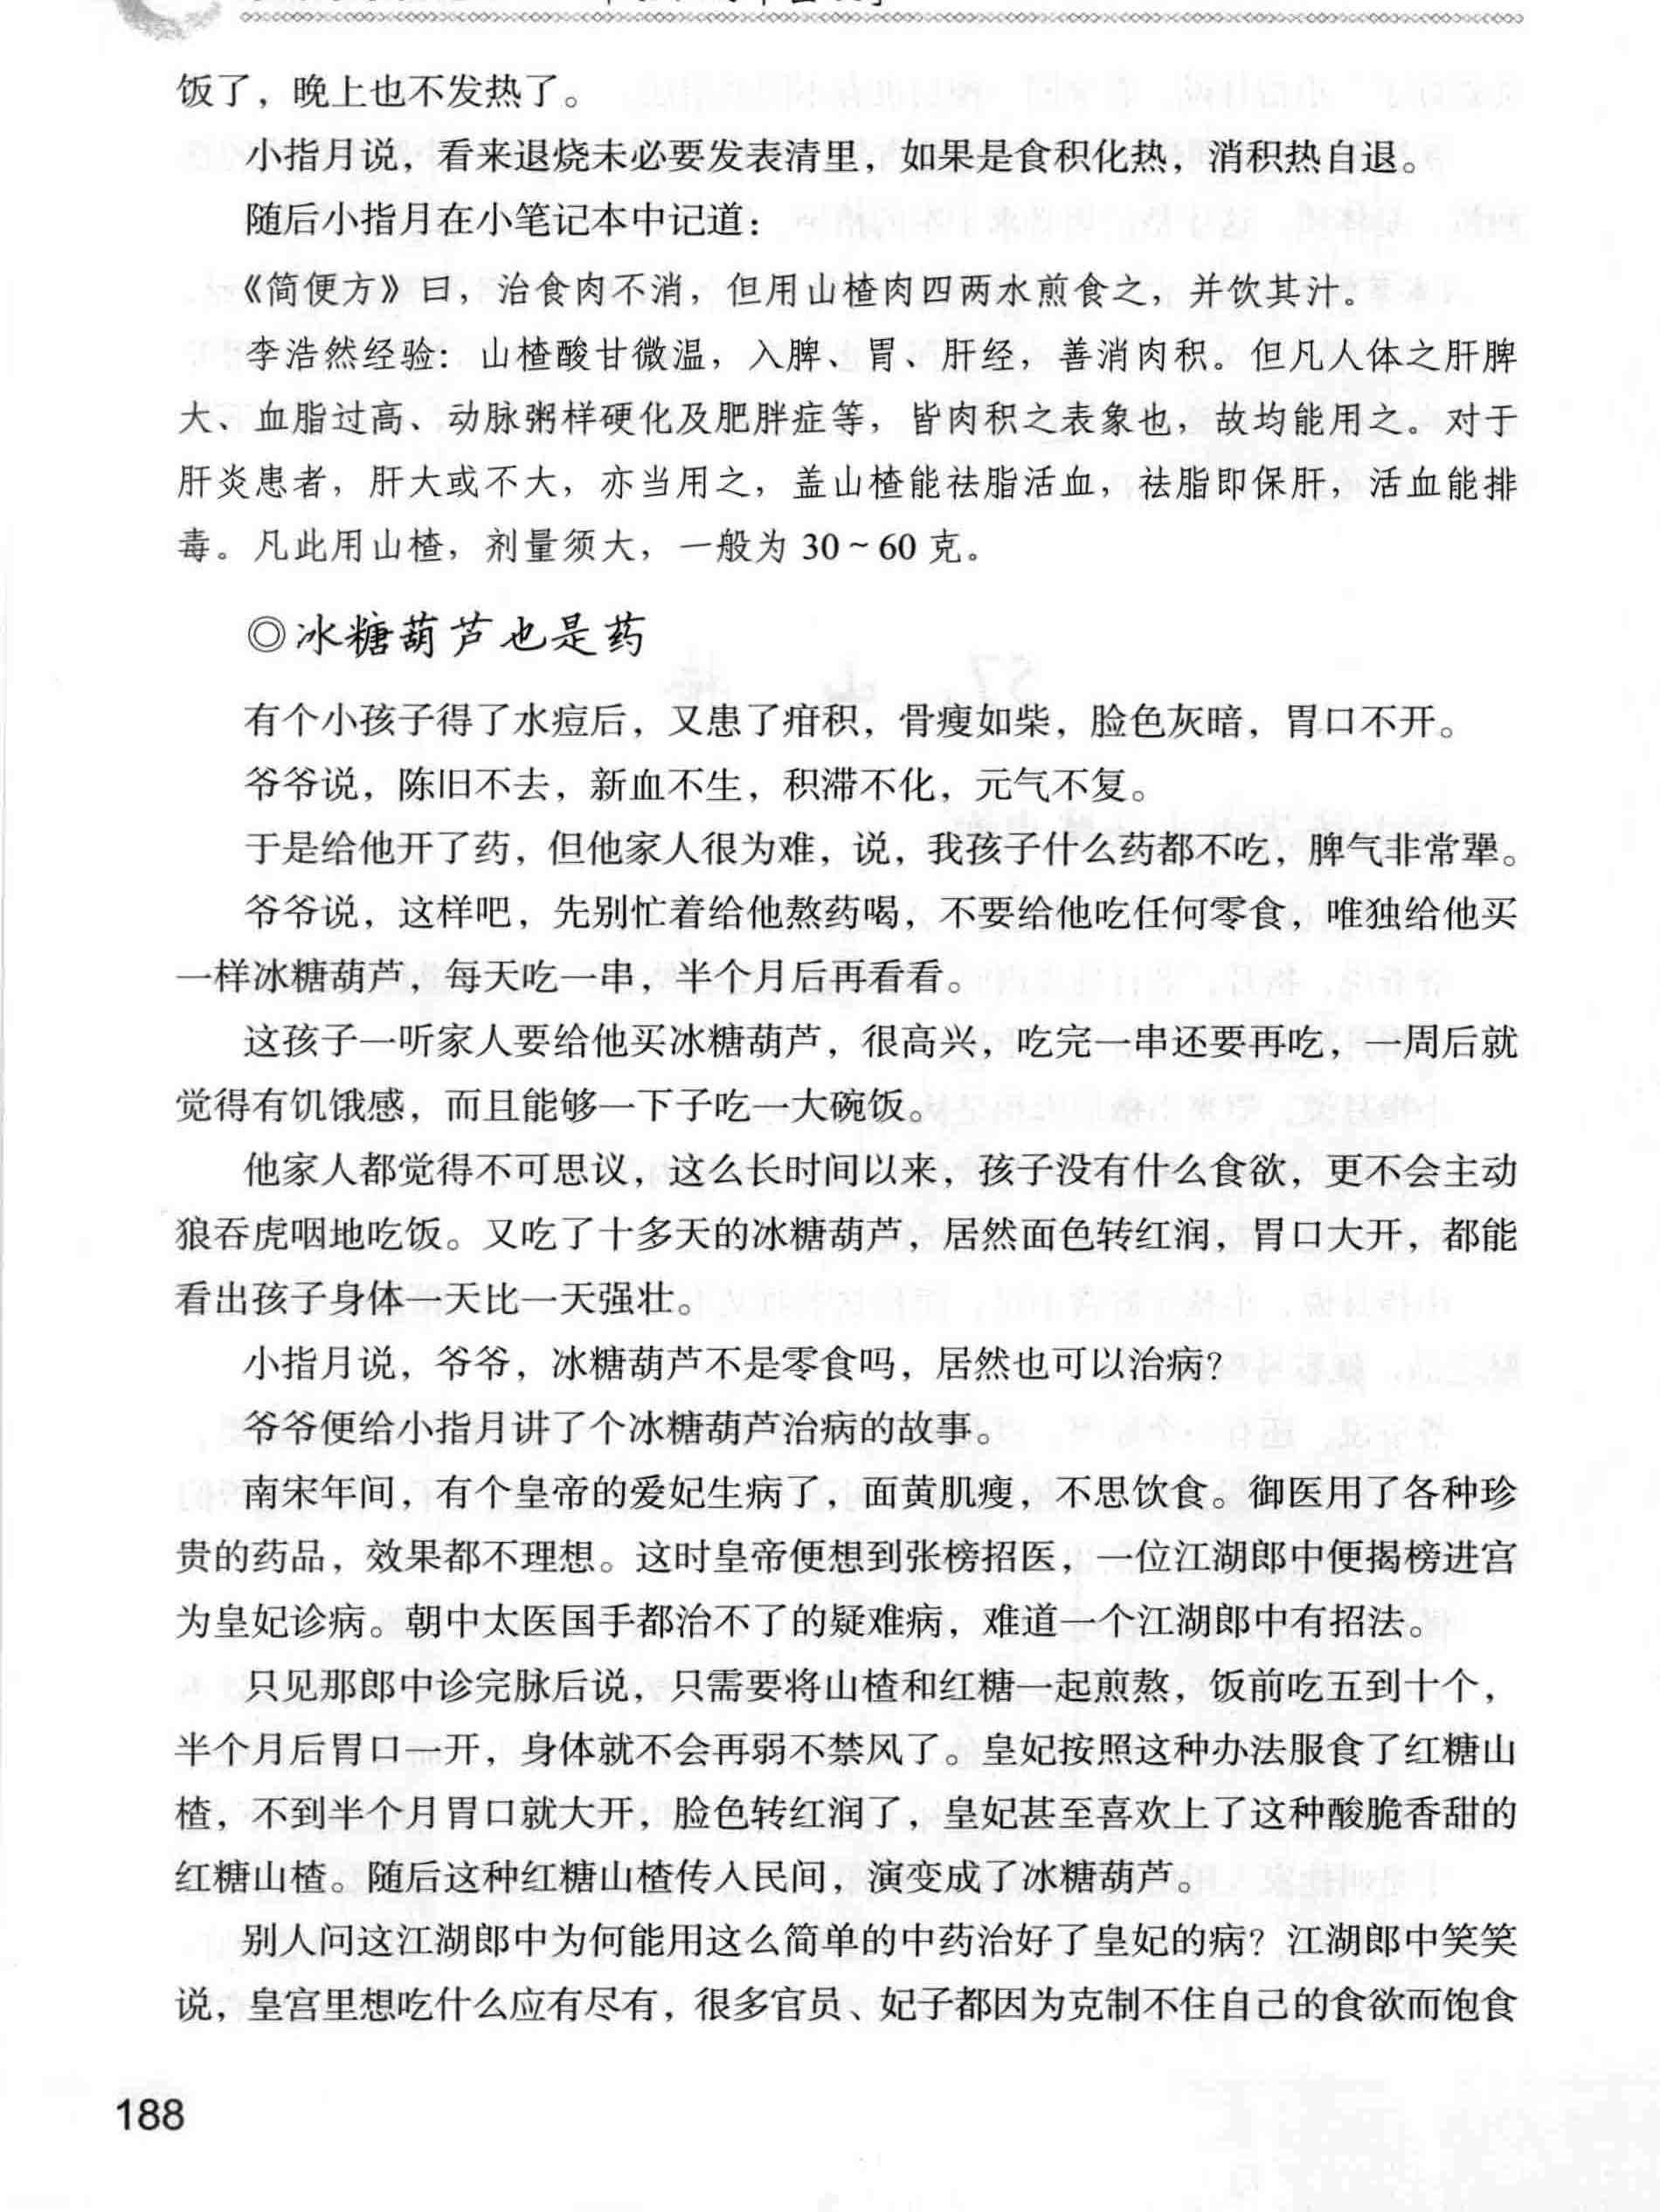 饭了，晚上也不发热了。
小指月说，看来退烧未必要发表清里，如果是食积化热，消积热自退。
随后小指月在小笔记本中记道：
《简便方》曰，治食肉不消，但用山楂肉四两水煎食之，并饮其汁。
李浩然经验：山楂酸甘微温，入脾、胃、肝经，善消肉积。但凡人体之肝脾
大、血脂过高、动脉粥样硬化及肥胖症等，皆肉积之表象也，故均能用之。对于
肝炎患者，肝大或不大，亦当用之，盖山楂能祛脂活血，祛脂即保肝，活血能排
毒。凡此用山楂，剂量须大，一般为 30～60 克。
◎冰糖葫芦也是药
有个小孩子得了水痘后，又患了疳积，骨瘦如柴，脸色灰暗，胃口不开。
爷爷说，陈旧不去，新血不生，积滞不化，元气不复。
于是给他开了药，但他家人很为难，说，我孩子什么药都不吃，脾气非常犟。
爷爷说，这样吧，先别忙着给他熬药喝，不要给他吃任何零食，唯独给他买
一样冰糖葫芦，每天吃一串，半个月后再看看。
这孩子一听家人要给他买冰糖葫芦，很高兴，吃完一串还要再吃，一周后就
觉得有饥饿感，而且能够一下子吃一大碗饭。
他家人都觉得不可思议，这么长时间以来，孩子没有什么食欲，更不会主动
狼吞虎咽地吃饭。又吃了十多天的冰糖葫芦，居然面色转红润，胃口大开，都能
看出孩子身体一天比一天强壮。
小指月说，爷爷，冰糖葫芦不是零食吗，居然也可以治病？
爷爷便给小指月讲了个冰糖葫芦治病的故事。
南宋年间，有个皇帝的爱妃生病了，面黄肌瘦，不思饮食。御医用了各种珍
贵的药品，效果都不理想。这时皇帝便想到张榜招医，一位江湖郎中便揭榜进宫
为皇妃诊病。朝中太医国手都治不了的疑难病，难道一个江湖郎中有招法。
只见那郎中诊完脉后说，只需要将山楂和红糖一起煎熬，饭前吃五到十个，
半个月后胃口一开，身体就不会再弱不禁风了。皇妃按照这种办法服食了红糖山
楂，不到半个月胃口就大开，脸色转红润了，皇妃甚至喜欢上了这种酸脆香甜的
红糖山楂。随后这种红糖山楂传入民间，演变成了冰糖葫芦。
别人问这江湖郎中为何能用这么简单的中药治好了皇妃的病？江湖郎中笑笑
说，皇宫里想吃什么应有尽有，很多官员、妃子都因为克制不住自己的食欲而饱食
188